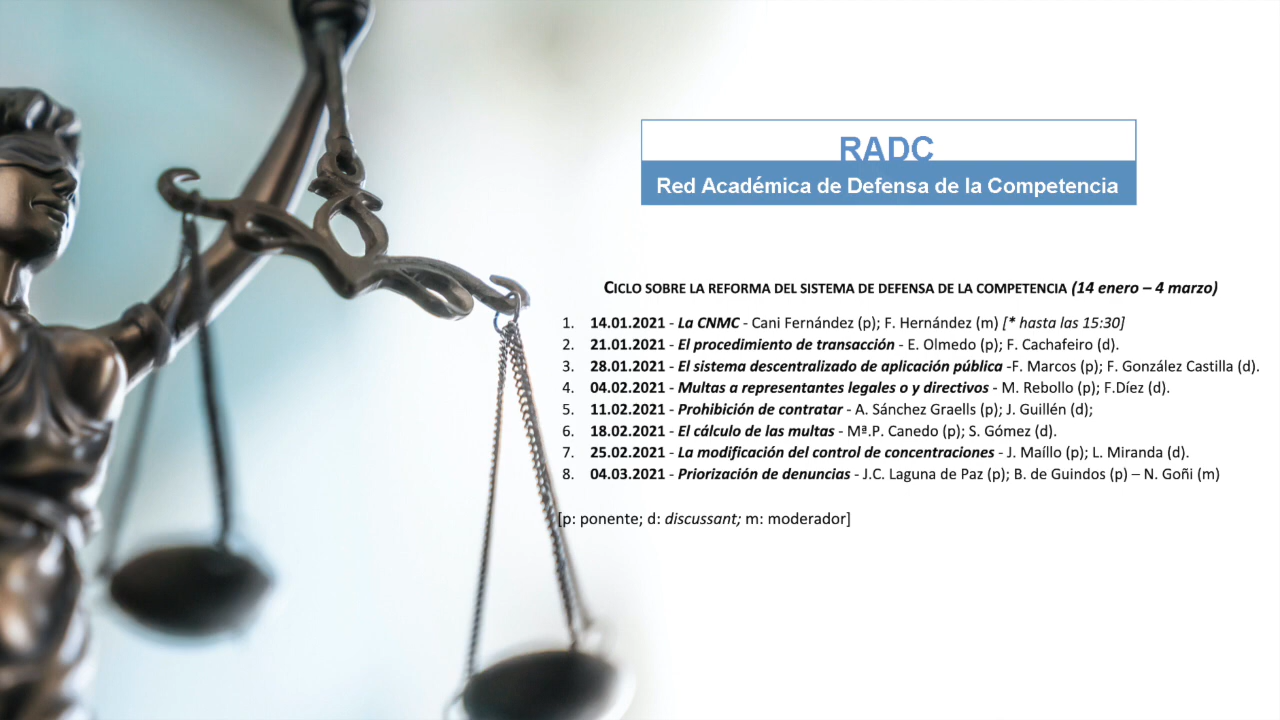 RADC
Red Académica de Defensa de la Competencia
CICLO SOBRE LA REFORMA DEL SISTEMA DE DEFENSA DE LA COMPETENCIA (14 enero – 4 marzo)
1. 14.01.2021 - La CNMC - Cani Fernández (p); F. Hernández (m) [* hasta las 15:30]
2. 21.01.2021 - El procedimiento de transacción - E. Olmedo (p); F. Cachafeiro (d).
3. 28.01.2021 - El sistema descentralizado de aplicación pública -F. Marcos (p); F. González Castilla (d).
4. 04.02.2021 - Multas a representantes legales o y directivos - M. Rebollo (p); F.Díez (d).
5. 11.02.2021 - Prohibición de contratar - A. Sánchez Graells (p); J. Guillén (d);
6. 18.02.2021 - El cálculo de las multas - Mª.P. Canedo (p); S. Gómez (d).
7. 25.02.2021 - La modificación del control de concentraciones - J. Maíllo (p); L. Miranda (d).
8. 04.03.2021 - Priorización de denuncias - J.C. Laguna de Paz (p); B. de Guindos (p) – N. Goñi (m)
[p: ponente; d: discussant; m: moderador]